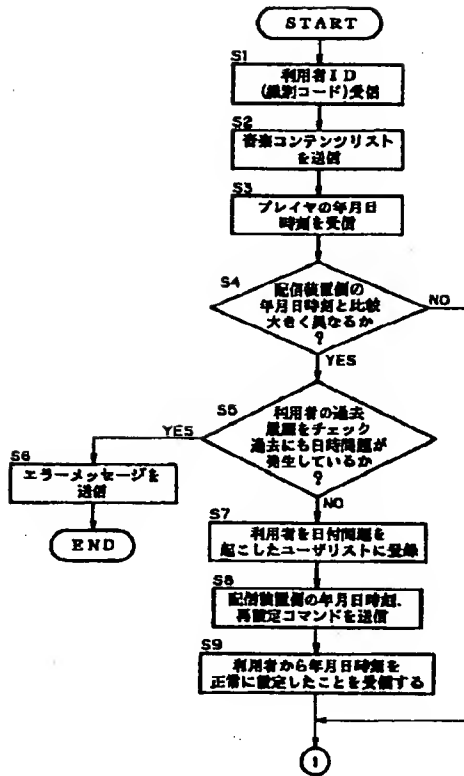 START
S1
利用者ID
(識別コード)受信
S2
音楽コンテンツリスト
を送信
S3
プレイヤの年月日
時刻を受信
S4
配信装置側の
年月日時刻と比較
大きく異なるか
?
NO
YES
S5
利用者の過去
履歴をチェック
過去にも日時問題が
発生しているか
?
YES
S6
エラーメッセージを
送信
END
NO
S7
利用者を日付問題を
起こしたユーザリストに登録
S8
配信装置側の年月日時刻、
再設定コマンドを送信
S9
利用者から年月日時刻を
正常に設定したことを受信する
1